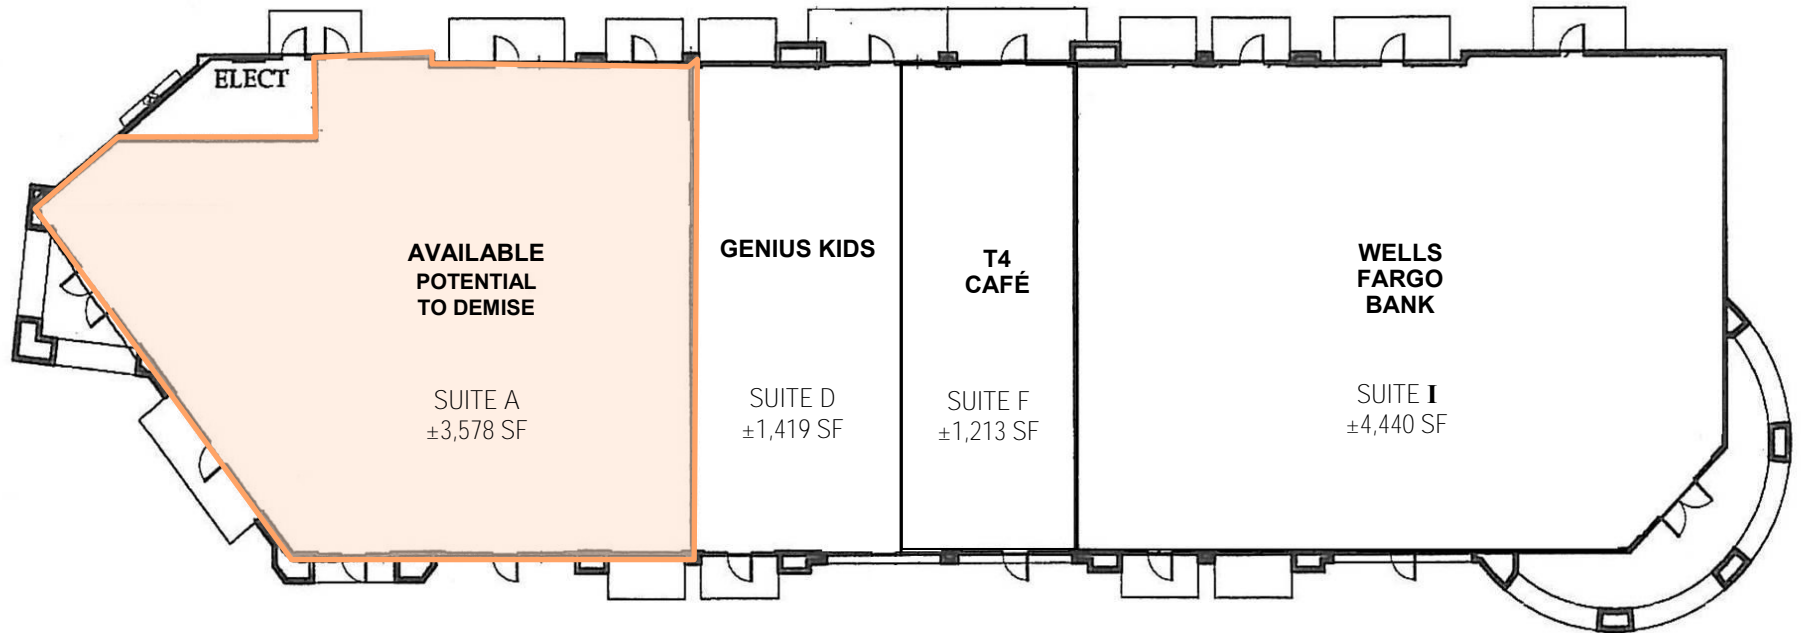 ELECT
AVAILABLE
POTENTIAL
TO DEMISE
SUITE A
±3,578 SF
GENIUS KIDS
SUITE D
±1,419 SF
T4
CAFÉ
SUITE F
±1,213 SF
WELLS
FARGO
BANK
SUITE I
±4,440 SF